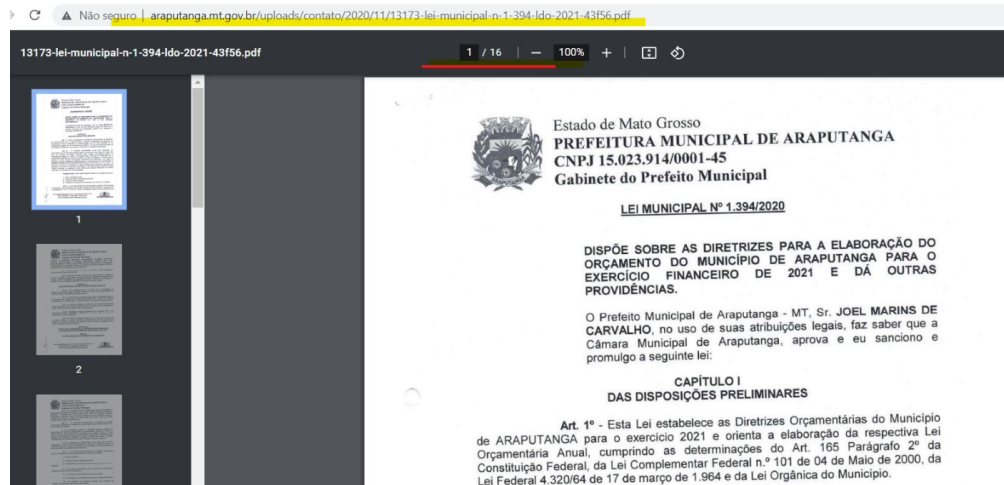 Não seguro | araputanga.mt.gov.br/uploads/contato/2020/11/13173-lei-municipal-n-1-394-ldo-2021-43f56.pdf
13173-lei-municipal-n-1-394-ldo-2021-43f56.pdf
1 / 16 | − 100% +
1
2
Estado de Mato Grosso
PREFEITURA MUNICIPAL DE ARAPUTANGA
CNPJ 15.023.914/0001-45
Gabinete do Prefeito Municipal
LEI MUNICIPAL Nº 1.394/2020
DISPÕE SOBRE AS DIRETRIZES PARA A ELABORAÇÃO DO
ORÇAMENTO DO MUNICÍPIO DE ARAPUTANGA PARA O
EXERCÍCIO FINANCEIRO DE 2021 E DÁ OUTRAS
PROVIDÊNCIAS.
O Prefeito Municipal de Araputanga - MT, Sr. JOEL MARINS DE
CARVALHO, no uso de suas atribuições legais, faz saber que a
Câmara Municipal de Araputanga, aprova e eu sanciono e
promulgo a seguinte lei:
CAPÍTULO I
DAS DISPOSIÇÕES PRELIMINARES
Art. 1º - Esta Lei estabelece as Diretrizes Orçamentárias do Município
de ARAPUTANGA para o exercício 2021 e orienta a elaboração da respectiva Lei
Orçamentária Anual, cumprindo as determinações do Art. 165 Parágrafo 2º da
Constituição Federal, da Lei Complementar Federal n.º 101 de 04 de Maio de 2000, da
Lei Federal 4.320/64 de 17 de março de 1.964 e da Lei Orgânica do Município.